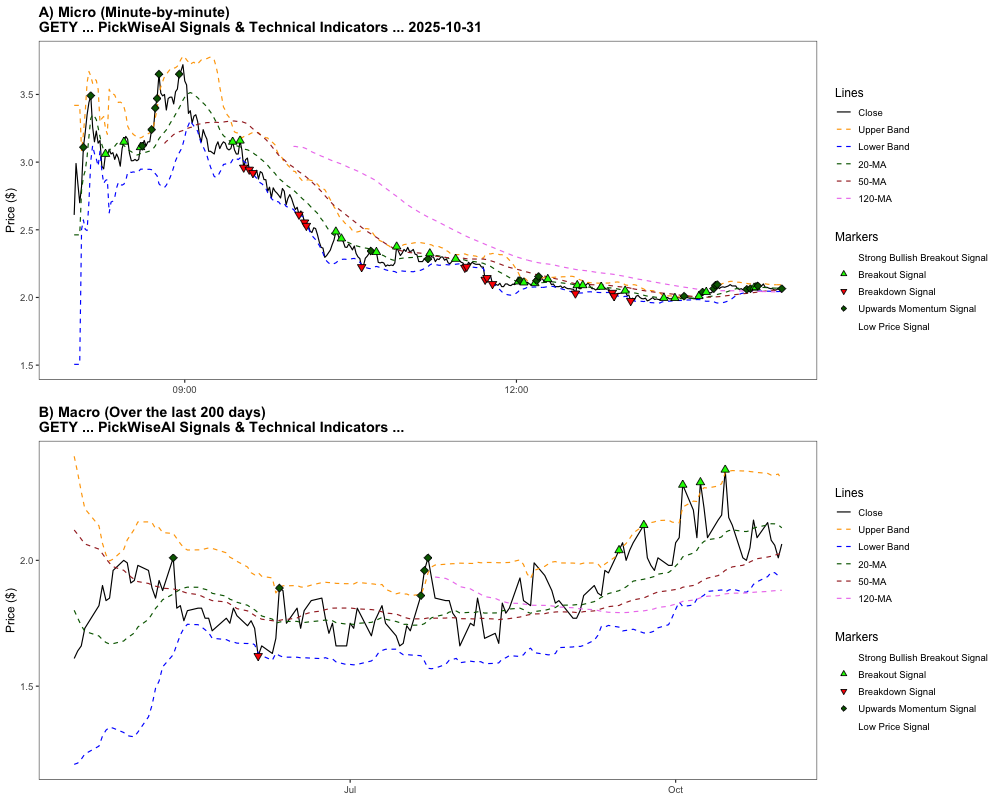 A) Micro (Minute-by-minute)
GETY ... PickWiseAI Signals & Technical Indicators ... 2025-10-31
Price ($)
3.5
3.0
2.5
2.0
1.5
09:00
12:00
Lines
Close
Upper Band
Lower Band
20-MA
50-MA
120-MA
Markers
Strong Bullish Breakout Signal
Breakout Signal
Breakdown Signal
Upwards Momentum Signal
Low Price Signal
B) Macro (Over the last 200 days)
GETY ... PickWiseAI Signals & Technical Indicators ...
Price ($)
2.0
1.5
Jul
Oct
Lines
Close
Upper Band
Lower Band
20-MA
50-MA
120-MA
Markers
Strong Bullish Breakout Signal
Breakout Signal
Breakdown Signal
Upwards Momentum Signal
Low Price Signal